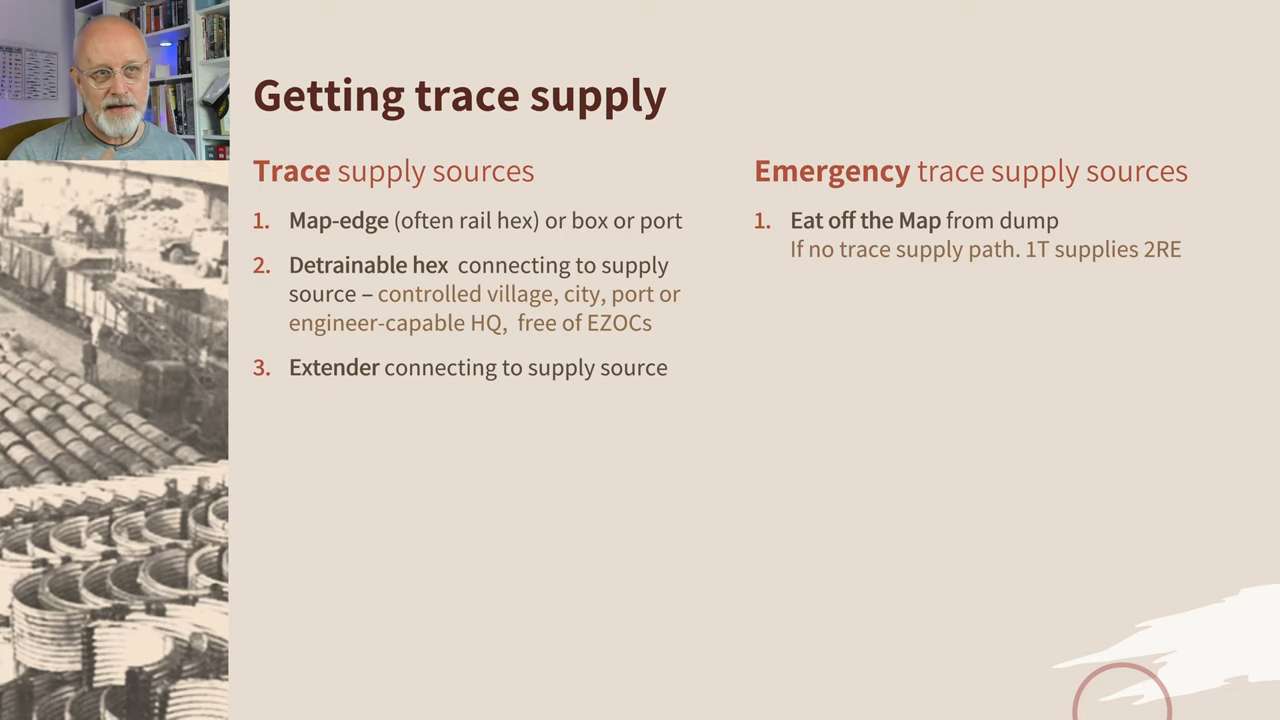 Getting trace supply
Trace supply sources
1. Map-edge (often rail hex) or box or port
2. Detrainable hex connecting to supply
source – controlled village, city, port or
engineer-capable HQ, free of EZOCs
3. Extender connecting to supply source
Emergency trace supply sources
1. Eat off the Map from dump
If no trace supply path. 1T supplies 2RE